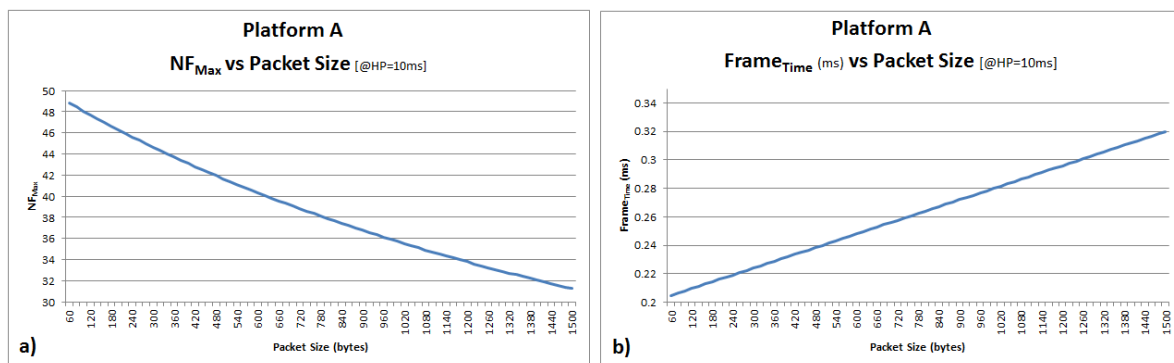 Platform A
NFMax vs Packet Size [@HP=10ms]
50
48
46
44
42
40
38
36
34
32
30
NFMax
60 120 180 240 300 360 420 480 540 600 660 720 780 840 900 960 1020 1080 1140 1200 1260 1320 1380 1440 1500
Packet Size (bytes)
a)
Platform A
FrameTime (ms) vs Packet Size [@HP=10ms]
0.34
0.32
0.3
0.28
0.26
0.24
0.22
0.2
FrameTime (ms)
60 120 180 240 300 360 420 480 540 600 660 720 780 840 900 960 1020 1080 1140 1200 1260 1320 1380 1440 1500
Packet Size (bytes)
b)